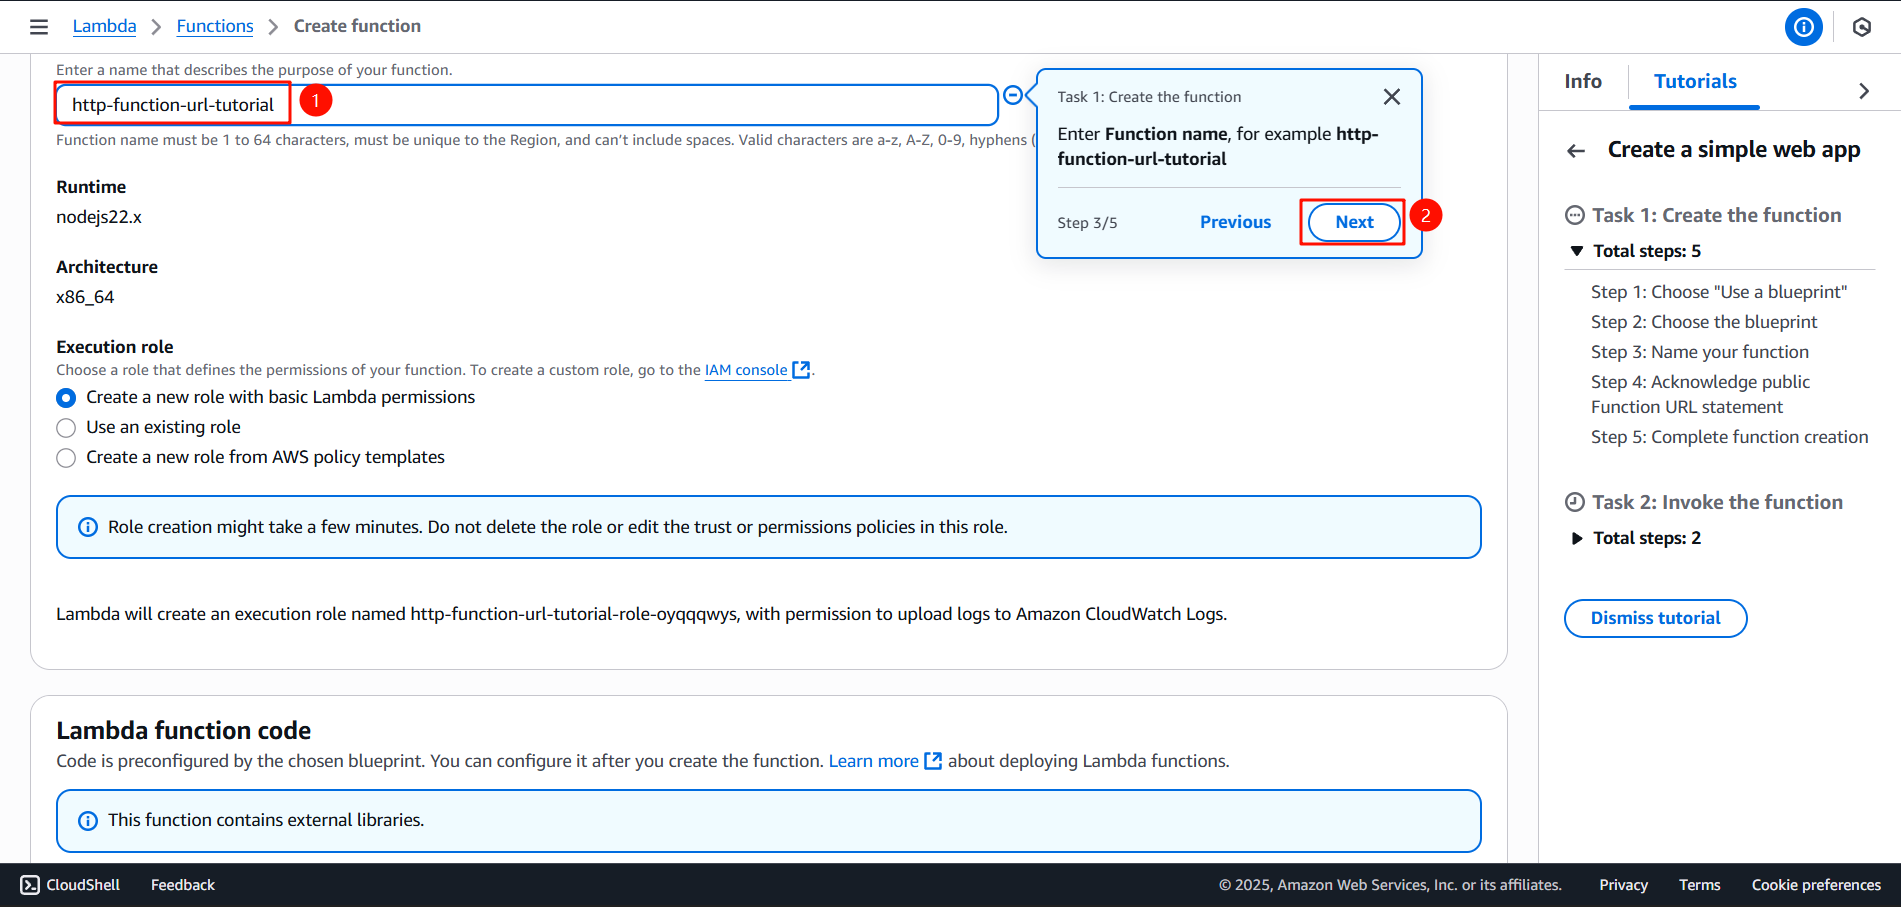 Lambda > Functions > Create function
Enter a name that describes the purpose of your function.
http-function-url-tutorial
1
Function name must be 1 to 64 characters, must be unique to the Region, and can't include spaces. Valid characters are a-z, A-Z, 0-9, hyphens (
Runtime
nodejs22.x
Architecture
x86_64
Execution role
Choose a role that defines the permissions of your function. To create a custom role, go to the IAM console.
Create a new role with basic Lambda permissions
Use an existing role
Create a new role from AWS policy templates
Role creation might take a few minutes. Do not delete the role or edit the trust or permissions policies in this role.
Lambda will create an execution role named http-function-url-tutorial-role-oyqqqwys, with permission to upload logs to Amazon CloudWatch Logs.
Lambda function code
Code is preconfigured by the chosen blueprint. You can configure it after you create the function. Learn more about deploying Lambda functions.
This function contains external libraries.
Task 1: Create the function
Enter Function name, for example http-
function-url-tutorial
Step 3/5
Previous
Next
2
Info
Tutorials
Create a simple web app
Task 1: Create the function
Total steps: 5
Step 1: Choose "Use a blueprint"
Step 2: Choose the blueprint
Step 3: Name your function
Step 4: Acknowledge public
Function URL statement
Step 5: Complete function creation
Task 2: Invoke the function
Total steps: 2
Dismiss tutorial
CloudShell
Feedback
© 2025, Amazon Web Services, Inc. or its affiliates.
Privacy
Terms
Cookie preferences